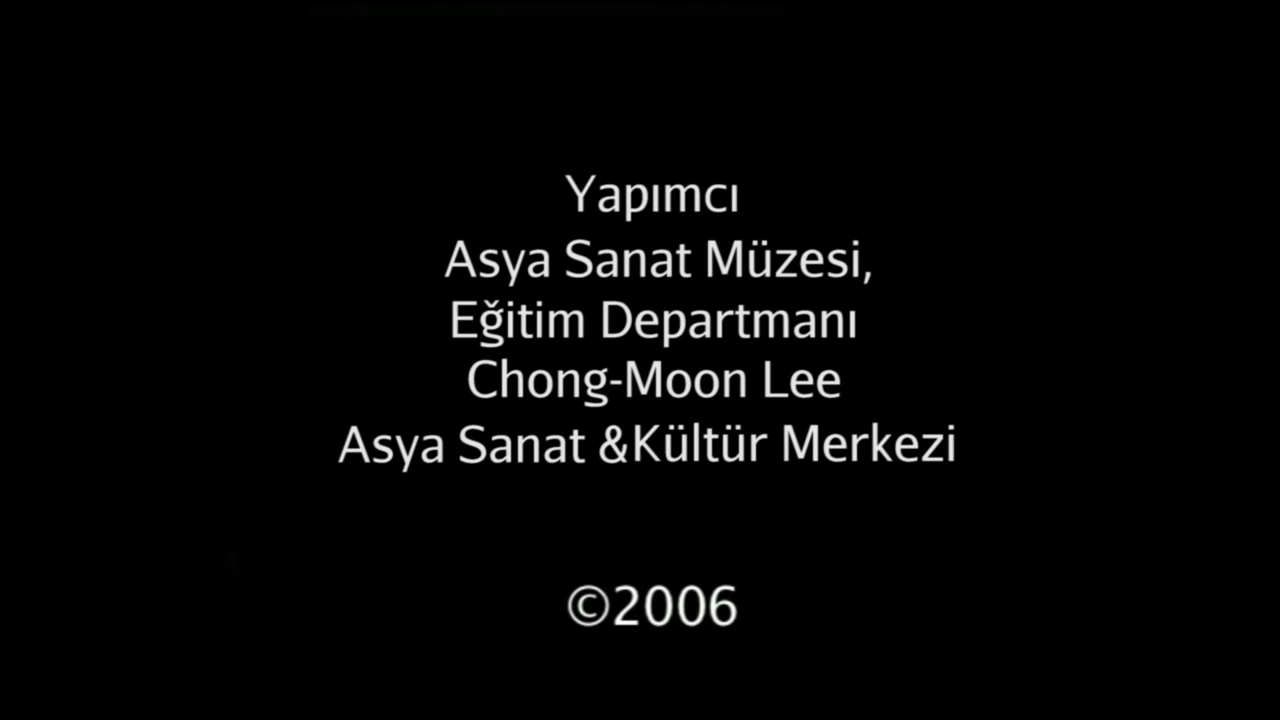 Yapımcı
Asya Sanat Müzesi,
Eğitim Departmanı
Chong-Moon Lee
Asya Sanat &Kültür Merkezi
©2006